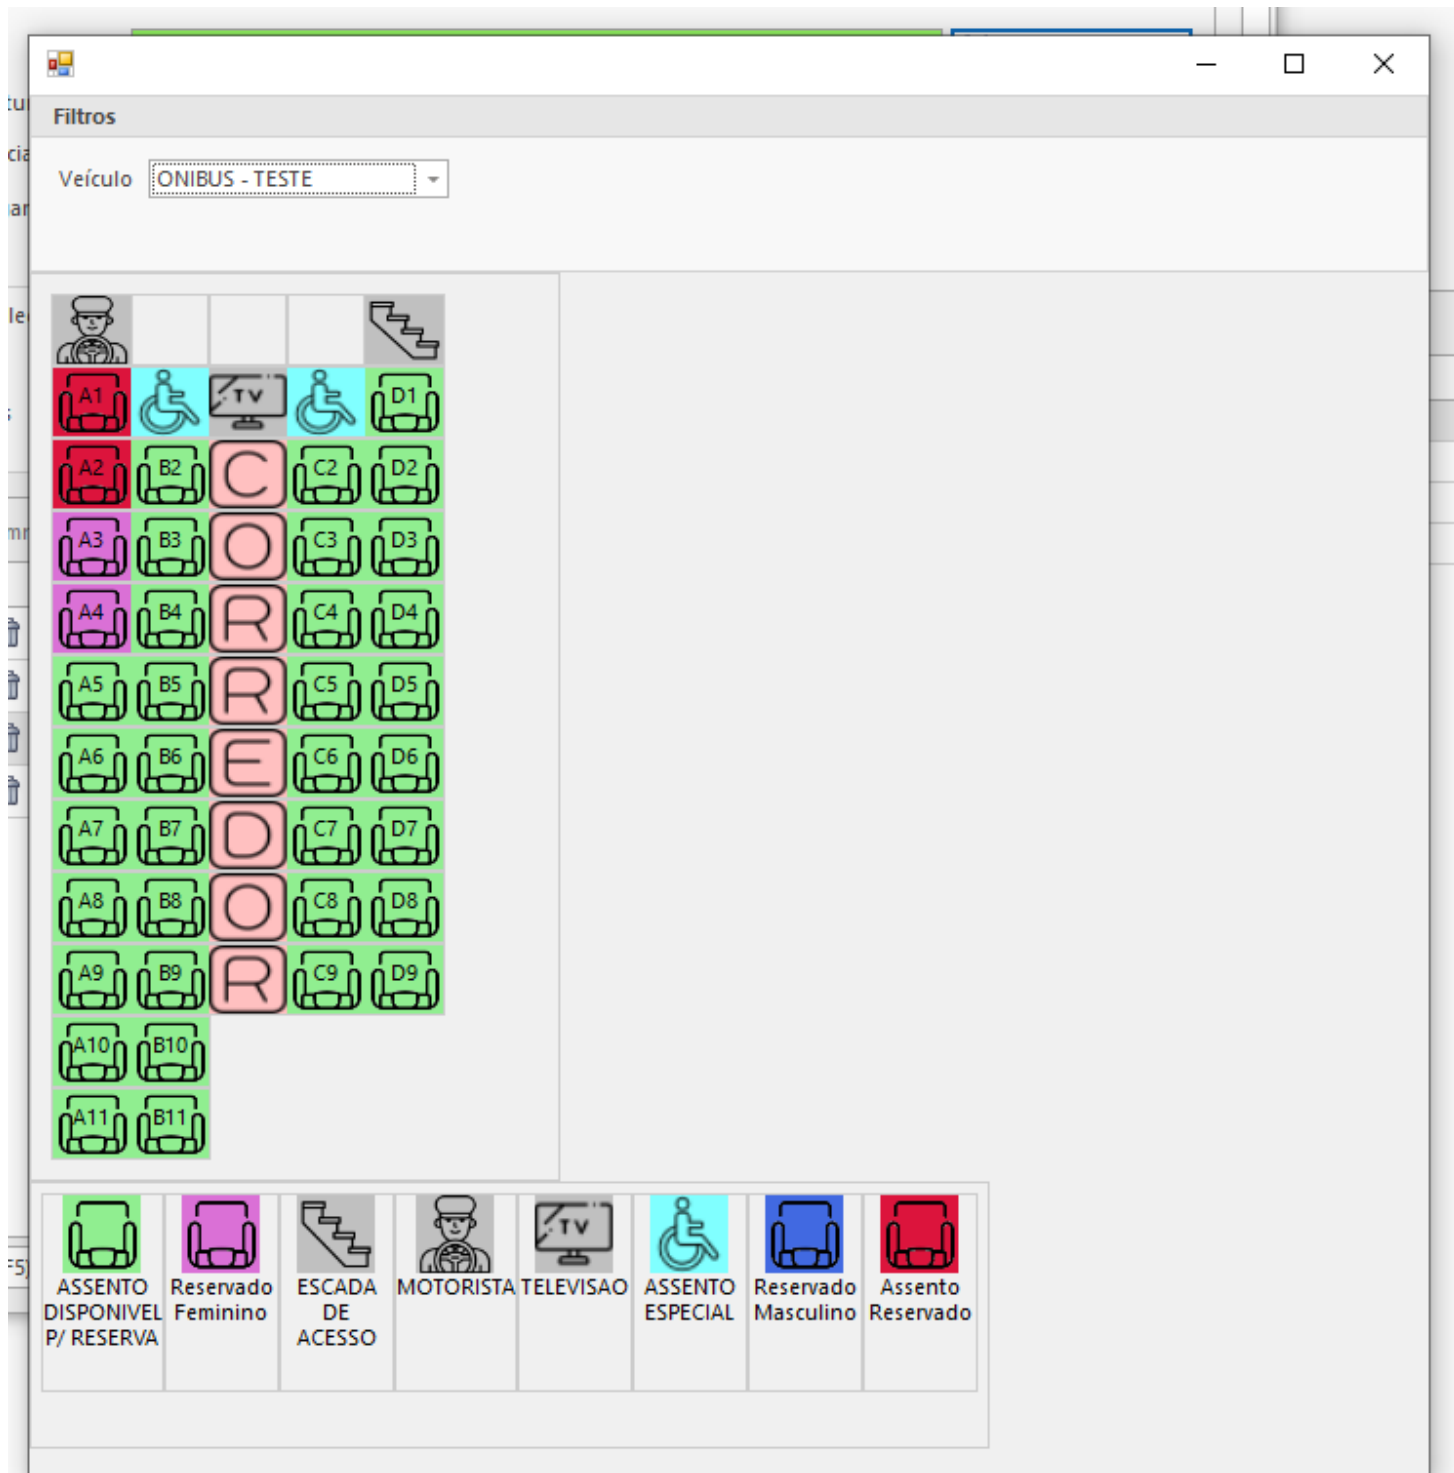 Filtros
Veículo ONIBUS - TESTE
A1 TV D1
A2 B2 C C2 D2
A3 B3 O C3 D3
A4 B4 R C4 D4
A5 B5 R C5 D5
A6 B6 E C6 D6
A7 B7 D C7 D7
A8 B8 O C8 D8
A9 B9 R C9 D9
A10 B10
A11 B11
TV
ASSENTO DISPONIVEL P/ RESERVA
Reservado Feminino
ESCADA DE ACESSO
MOTORISTA
TELEVISAO
ASSENTO ESPECIAL
Reservado Masculino
Assento Reservado
F5)